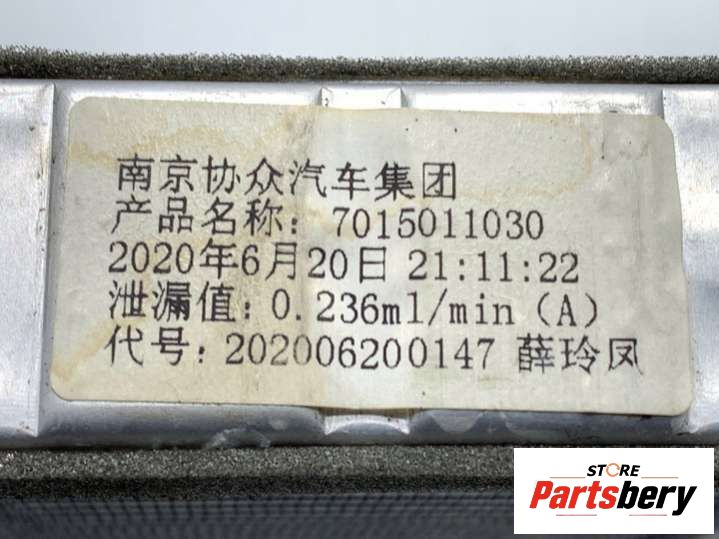 南京协众汽车集团
产品名称: 7015011030
2020年6月20日 21:11:22
泄漏值: 0.236ml/min (A)
代号: 202006200147 薛玲凤
STORE
Partsbery